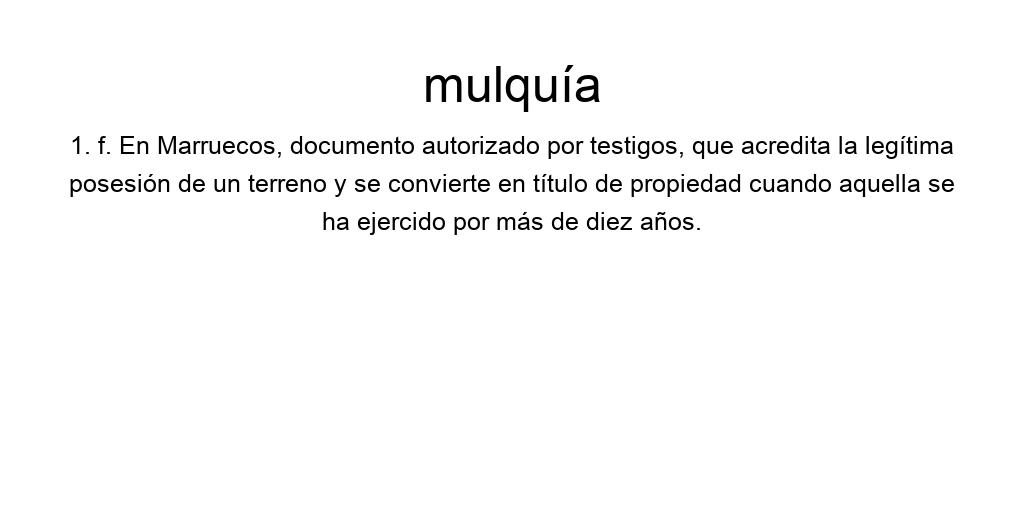 mulquía
1. f. En Marruecos, documento autorizado por testigos, que acredita la legítima
posesión de un terreno y se convierte en título de propiedad cuando aquella se
ha ejercido por más de diez años.